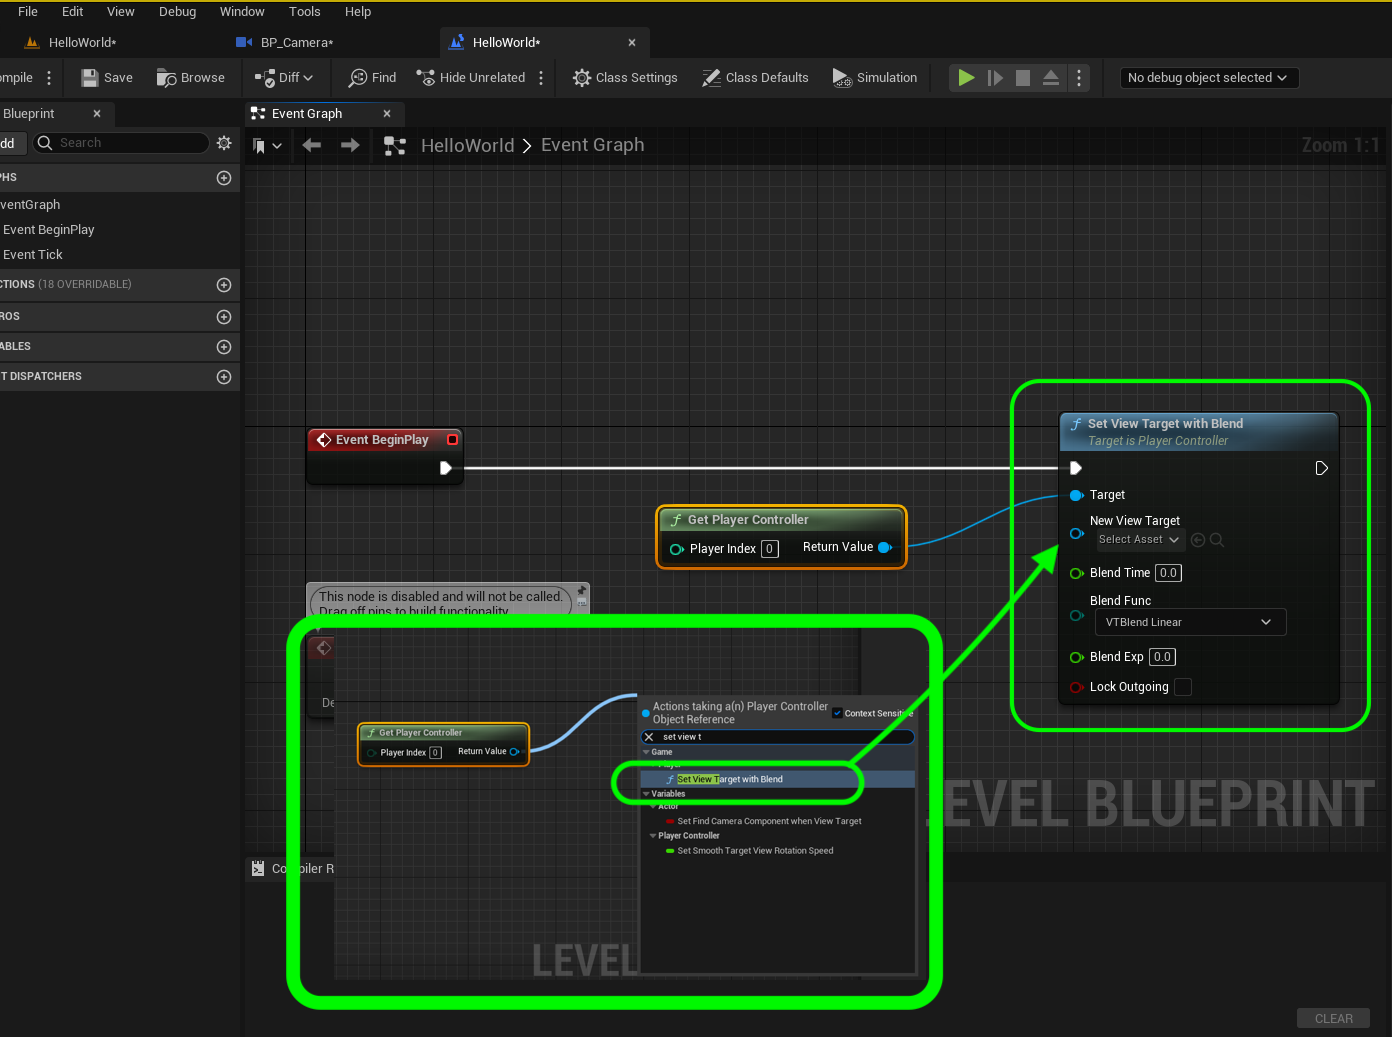 File Edit View Debug Window Tools Help
HelloWorld* BP_Camera* HelloWorld*
ompile Save Browse Diff Find Hide Unrelated Class Settings Class Defaults Simulation No debug object selected
Blueprint Event Graph
dd Search HelloWorld > Event Graph Zoom 1:1
PHS
ventGraph
Event BeginPlay
Event Tick
CTIONS (18 OVERRIDABLE)
ROS
ABLES
T DISPATCHERS
Event BeginPlay
Get Player Controller
Player Index 0 Return Value
Set View Target with Blend
Target is Player Controller
Target
New View Target
Select Asset
Blend Time 0.0
Blend Func
VTBlend Linear
Blend Exp 0.0
Lock Outgoing
This node is disabled and will not be called.
Drag off pins to build functionality
De
Get Player Controller
Player Index 0 Return Value
Actions taking a(n) Player Controller
Object Reference
Context Sensitive
set view t
Game
Player
Set View Target with Blend
Variables
Actor
Set Find Camera Component when View Target
Player Controller
Set Smooth Target View Rotation Speed
LEVEL
EVEL BLUEPRINT
Compiler R
CLEAR